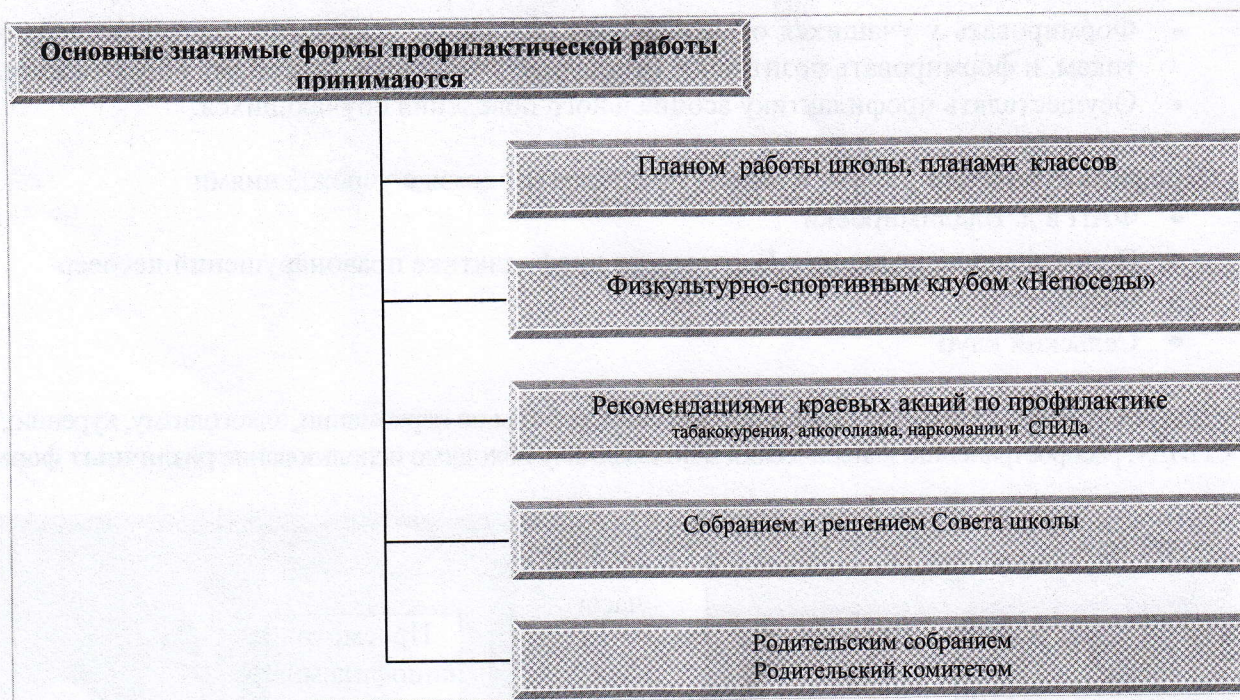 Основные значимые формы профилактической работы
принимаются
Планом работы школы, планами классов
Физкультурно-спортивным клубом «Непоседы»
Рекомендациями краевых акций по профилактике
табакокурения, алкоголизма, наркомании и СПИДа
Собранием и решением Совета школы
Родительским собранием
Родительский комитетом